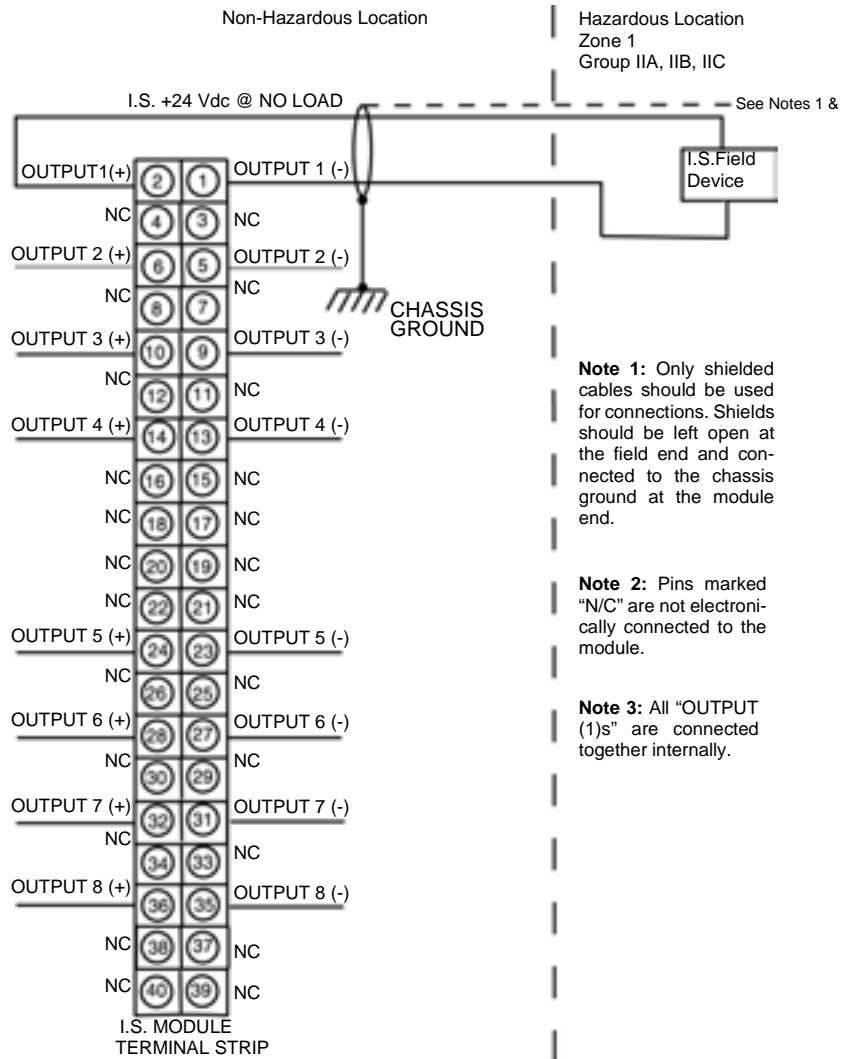 Non-Hazardous Location
Hazardous Location
Zone 1
Group IIA, IIB, IIC
I.S. +24 Vdc @ NO LOAD
See Notes 1 &
I.S.Field
Device
OUTPUT1(+) 2 1 OUTPUT 1 (-)
NC 4 3 NC
OUTPUT 2 (+) 6 5 OUTPUT 2 (-)
NC 8 7 NC
CHASSIS
GROUND
OUTPUT 3 (+) 10 9 OUTPUT 3 (-)
NC 12 11 NC
OUTPUT 4 (+) 14 13 OUTPUT 4 (-)
NC 16 15 NC
NC 18 17 NC
NC 20 19 NC
NC 22 21 NC
OUTPUT 5 (+) 24 23 OUTPUT 5 (-)
NC 26 25 NC
OUTPUT 6 (+) 28 27 OUTPUT 6 (-)
NC 30 29 NC
OUTPUT 7 (+) 32 31 OUTPUT 7 (-)
NC 34 33 NC
OUTPUT 8 (+) 36 35 OUTPUT 8 (-)
NC 38 37 NC
NC 40 39 NC
I.S. MODULE
TERMINAL STRIP
Note 1: Only shielded
cables should be used
for connections. Shields
should be left open at
the field end and con-
nected to the chassis
ground at the module
end.
Note 2: Pins marked
“N/C” are not electroni-
cally connected to the
module.
Note 3: All “OUTPUT
(1)s” are connected
together internally.